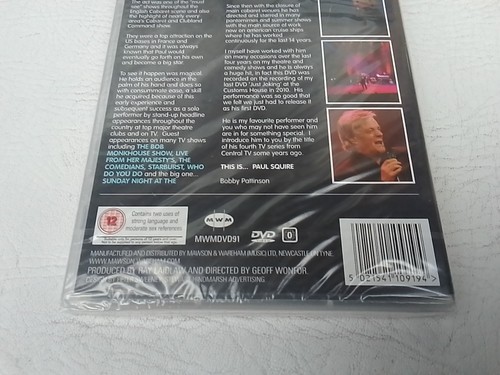 The act was one of the "must
see" shows throughout the
English Cabaret scene and also
the highlight of nearly every
area's Cabaret and Cabaret
Command show.
They were a top attraction on the
US bases in France and
Germany and it was always
known that Paul would
eventually go forth on his own
and become a big star
To see it happen was magical.
He holds an audience in the
palm of his hand and does so
with consummate ease, a skill
he acquired because of this
early experience and
subsequent success as a solo
performer by stand-up headline
appearances throughout the
country at top major theatre
clubs and on TV. Guest
appearances on many TV shows
including THE BOB
MONKHOUSE SHOW, LIVE
FROM HER MAJESTY'S, THE
COMEDIANS, STARBURST, WHO
DO YOU DO and the big one...
SUNDAY NIGHT AT THE
Since then with the closure of
main cabaret venues he has
directed and starred in many
pantomimes and summer shows
with the main source of work
now on american cruise ships
where he has worked
continuously for the last 14 years.
I myself have worked with him
on many occasions over the last
four years on my theatre and
comedy shows and he is always
a huge hit, in fact this DVD was
recorded on the recording of my
last DVD 'Just Joking' at the
Customs House in 2010. His
performance was so good that
we felt we just had to release it
as his first DVD.
He is my favourite performer and
you who may not have seen him
are in for something special. I
introduce him to you by the title
of his fourth TV series from
Central TV some years ago.
THIS IS... PAUL SQUIRE
Bobby Pattinson
12
Contains two uses of
strong language and
moderate sex references.
MWM
MWMDVD91
DVD
VIDEO
0
MANUFACTURED AND DISTRIBUTED BY MAWSON & WAREHAM (MUSIC) LTD, NEWCASTLE ON TYNE.
WWW.MAWSONWAREHAM.COM
PRODUCED BY RAY LAIDLAW AND DIRECTED BY GEOFF WONFOR.
HINDMARSH ADVERTISING
5 021541 109194